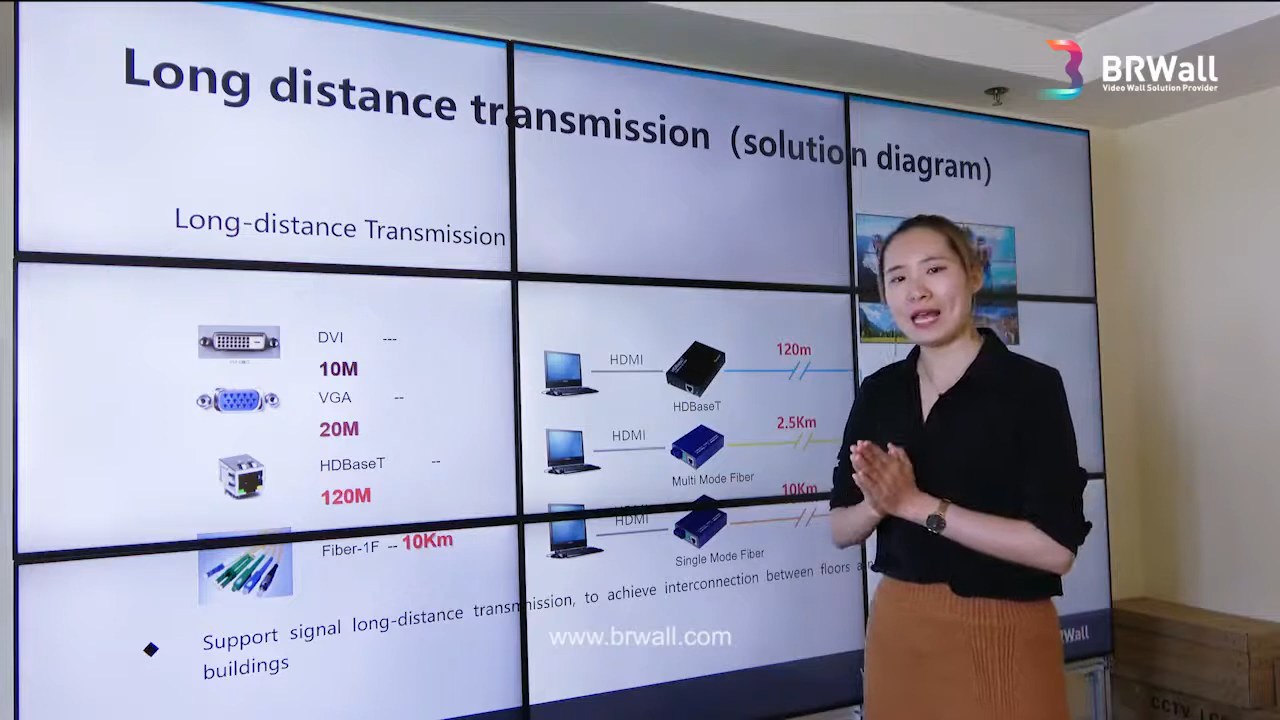 BRWall
Video Wall Solution Provider
Long distance transmission (solution diagram)
Long-distance Transmission
DVI ---
10M
VGA --
20M
HDBaseT --
120M
Fiber-1F -- 10Km
HDMI
120m
HDBaseT
HDMI
2.5Km
Multi Mode Fiber
HDMI
10Km
Single Mode Fiber
Support signal long-distance transmission, to achieve interconnection between floors
buildings
www.brwall.com
Wall
CCTV